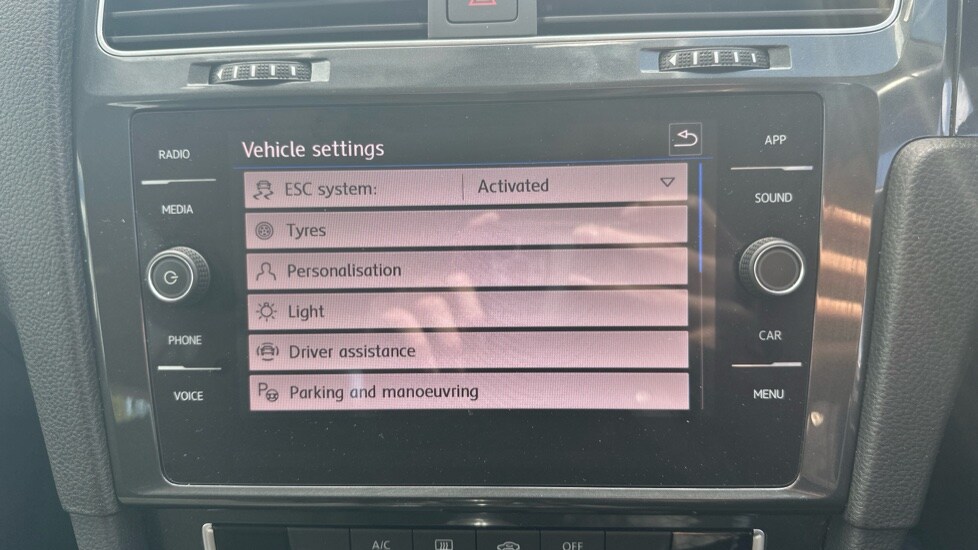 RADIO
MEDIA
PHONE
VOICE
Vehicle settings
ESC system: Activated
Tyres
Personalisation
Light
Driver assistance
Parking and manoeuvring
APP
SOUND
CAR
MENU
A/C OFF